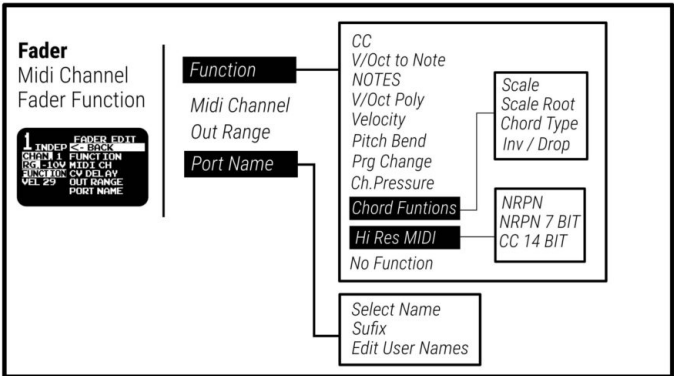 Fader
Midi Channel
Fader Function
1 INDEP
CHAN. 1
RG.-10V
FUNCTION
VEL 29
FADER EDIT
<- BACK
FUNCTION
MIDI CH
CV DELAY
OUT RANGE
PORT NAME
Function
Midi Channel
Out Range
Port Name
CC
V/Oct to Note
NOTES
V/Oct Poly
Velocity
Pitch Bend
Prg Change
Ch.Pressure
Chord Funtions
Hi Res MIDI
No Function
Scale
Scale Root
Chord Type
Inv / Drop
NRPN
NRPN 7 BIT
CC 14 BIT
Select Name
Sufix
Edit User Names